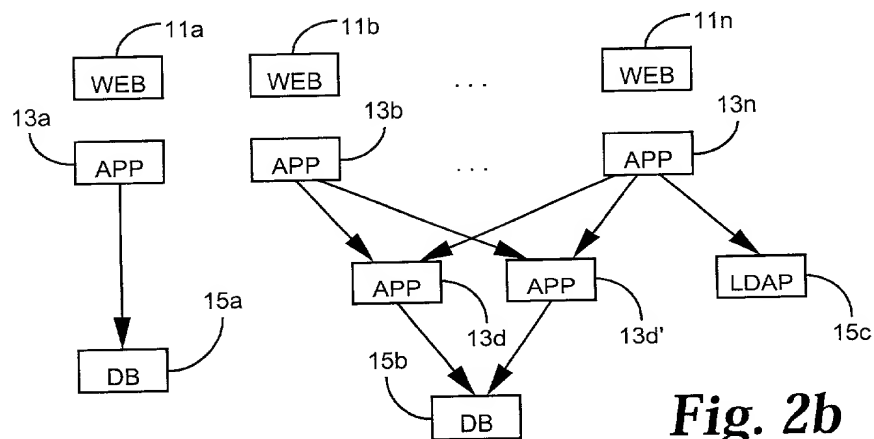 11a
11b
11n
WEB
WEB
...
WEB
13a
13b
13n
APP
APP
...
APP
APP
APP
LDAP
15a
13d
13d'
15c
DB
15b
DB
Fig. 2b